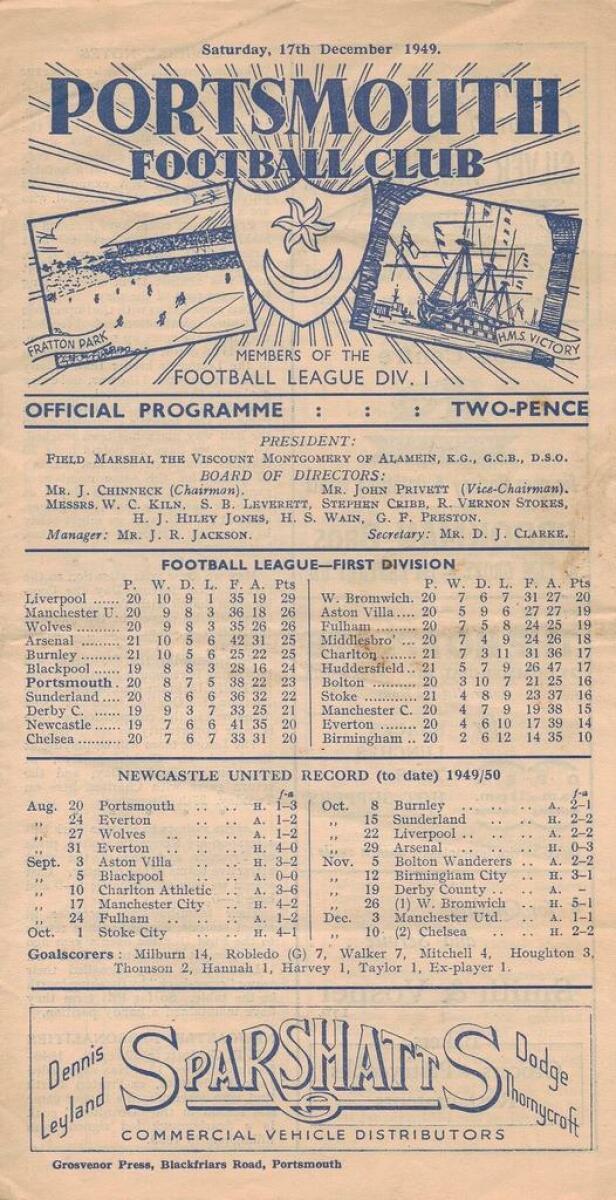 Saturday, 17th December 1949.
PORTSMOUTH
FOOTBALL CLUB
FRATTON PARK
H.M.S. VICTORY
MEMBERS OF THE
FOOTBALL LEAGUE DIV. I
OFFICIAL PROGRAMME : : : TWO-PENCE
PRESIDENT:
FIELD MARSHAL THE VISCOUNT MONTGOMERY OF ALAMEIN, K.G., G.C.B., D.S.O.
BOARD OF DIRECTORS:
MR. J. CHINNECK (Chairman). MR. JOHN PRIVETT (Vice-Chairman).
MESSRS. W. C. KILN, S. B. LEVERETT, STEPHEN CRIBB, R. VERNON STOKES,
H. J. HILEY JONES, H. S. WAIN, G. F. PRESTON.
Manager: MR. J. R. JACKSON. Secretary: MR. D. J. CLARKE.
FOOTBALL LEAGUE—FIRST DIVISION
P. W. D. L. F. A. Pts
Liverpool ...... 20 10 9 1 35 19 29
Manchester U. 20 9 8 3 36 18 26
Wolves .......... 20 9 8 3 35 26 26
Arsenal .......... 21 10 5 6 42 31 25
Burnley .......... 21 10 5 6 25 22 25
Blackpool ...... 19 8 8 3 28 16 24
Portsmouth . 20 8 7 5 38 22 23
Sunderland .... 20 8 6 6 36 32 22
Derby C. ....... 19 9 3 7 33 25 21
Newcastle ...... 19 7 6 6 41 35 20
Chelsea .......... 20 7 6 7 33 31 20
P. W. D. L. F. A. Pts
W. Bromwich. 20 7 6 7 31 27 20
Aston Villa .... 20 5 9 6 27 27 19
Fulham .......... 20 7 5 8 24 25 19
Middlesbro' ... 20 7 4 9 24 26 18
Charlton ........ 21 7 3 11 31 36 17
Huddersfield .. 21 5 7 9 26 47 17
Bolton ........... 20 3 10 7 21 25 16
Stoke ............. 21 4 8 9 23 37 16
Manchester C. 20 4 7 9 19 38 15
Everton ......... 20 4 6 10 17 39 14
Birmingham .. 20 2 6 12 14 35 10
NEWCASTLE UNITED RECORD (to date) 1949/50
f-a
Aug. 20 Portsmouth .. .. H. 1-3
,, 24 Everton .. .. A. 1-2
,, 27 Wolves .. .. A. 1-2
,, 31 Everton .. .. H. 4-0
Sept. 3 Aston Villa .. .. H. 3-2
,, 5 Blackpool .. .. A. 0-0
,, 10 Charlton Athletic .. A. 3-6
,, 17 Manchester City .. H. 4-2
,, 24 Fulham .. .. A. 1-2
Oct. 1 Stoke City .. .. H. 4-1
f-a
Oct. 8 Burnley .. .. A. 2-1
,, 15 Sunderland .. .. H. 2-2
,, 22 Liverpool .. .. A. 2-2
,, 29 Arsenal .. .. H. 0-3
Nov. 5 Bolton Wanderers .. A. 2-2
,, 12 Birmingham City .. H. 3-1
,, 19 Derby County .. .. A. -
,, 26 (1) W. Bromwich .. H. 5-1
Dec. 3 Manchester Utd. .. A. 1-1
,, 10 (2) Chelsea .. .. H. 2-2
Goalscorers : Milburn 14, Robledo (G) 7, Walker 7, Mitchell 4, Houghton 3,
Thomson 2, Hannah 1, Harvey 1, Taylor 1, Ex-player 1.
Dennis
Leyland
SPARSHATTS
Dodge
Thornycroft
COMMERCIAL VEHICLE DISTRIBUTORS
Grosvenor Press, Blackfriars Road, Portsmouth